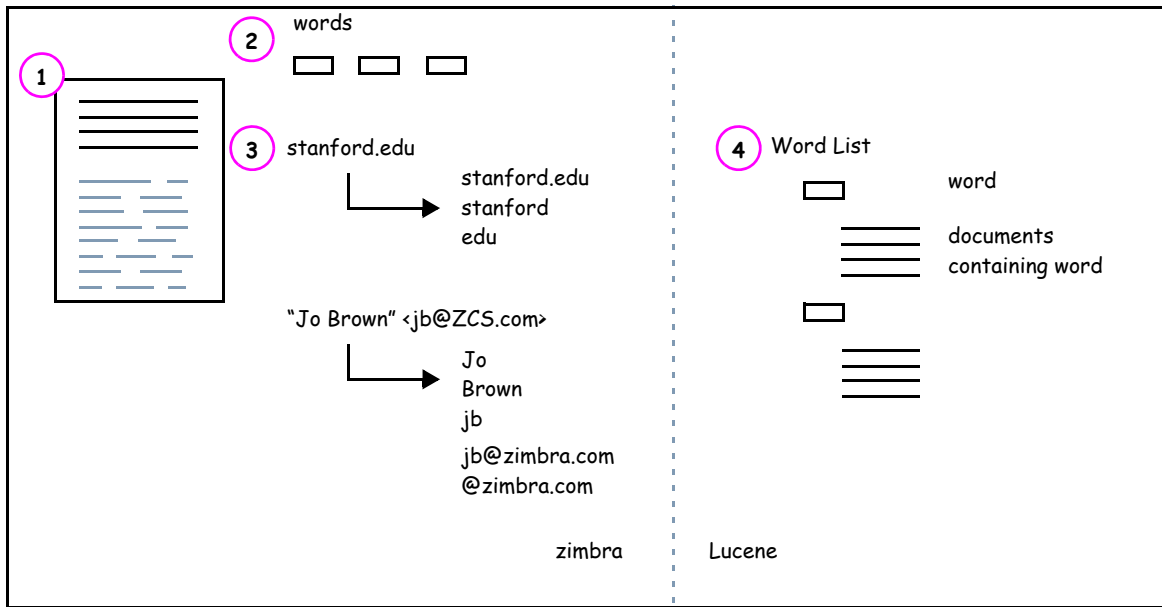 1
2
words
3
stanford.edu
stanford.edu
stanford
edu
“Jo Brown” <jb@ZCS.com>
Jo
Brown
jb
jb@zimbra.com
@zimbra.com
zimbra
4
Word List
word
documents
containing word
Lucene